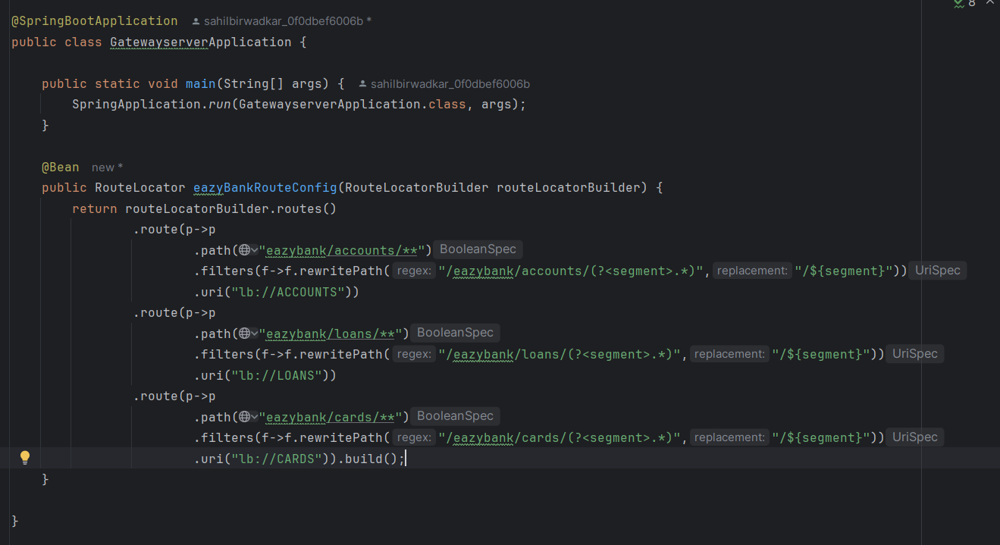 8
@SpringBootApplication sahilbirwadkar_0f0dbef6006b *
public class GatewayserverApplication {
public static void main(String[] args) { sahilbirwadkar_0f0dbef6006b
SpringApplication.run(GatewayserverApplication.class, args);
}
@Bean new *
public RouteLocator eazyBankRouteConfig(RouteLocatorBuilder routeLocatorBuilder) {
return routeLocatorBuilder.routes()
.route(p->p
.path("eazybank/accounts/**") BooleanSpec
.filters(f->f.rewritePath( regex: "/eazybank/accounts/(?<segment>.*)", replacement: "/${segment}")) UriSpec
.uri("lb://ACCOUNTS"))
.route(p->p
.path("eazybank/loans/**") BooleanSpec
.filters(f->f.rewritePath( regex: "/eazybank/loans/(?<segment>.*)", replacement: "/${segment}")) UriSpec
.uri("lb://LOANS"))
.route(p->p
.path("eazybank/cards/**") BooleanSpec
.filters(f->f.rewritePath( regex: "/eazybank/cards/(?<segment>.*)", replacement: "/${segment}")) UriSpec
.uri("lb://CARDS")).build();
}
}